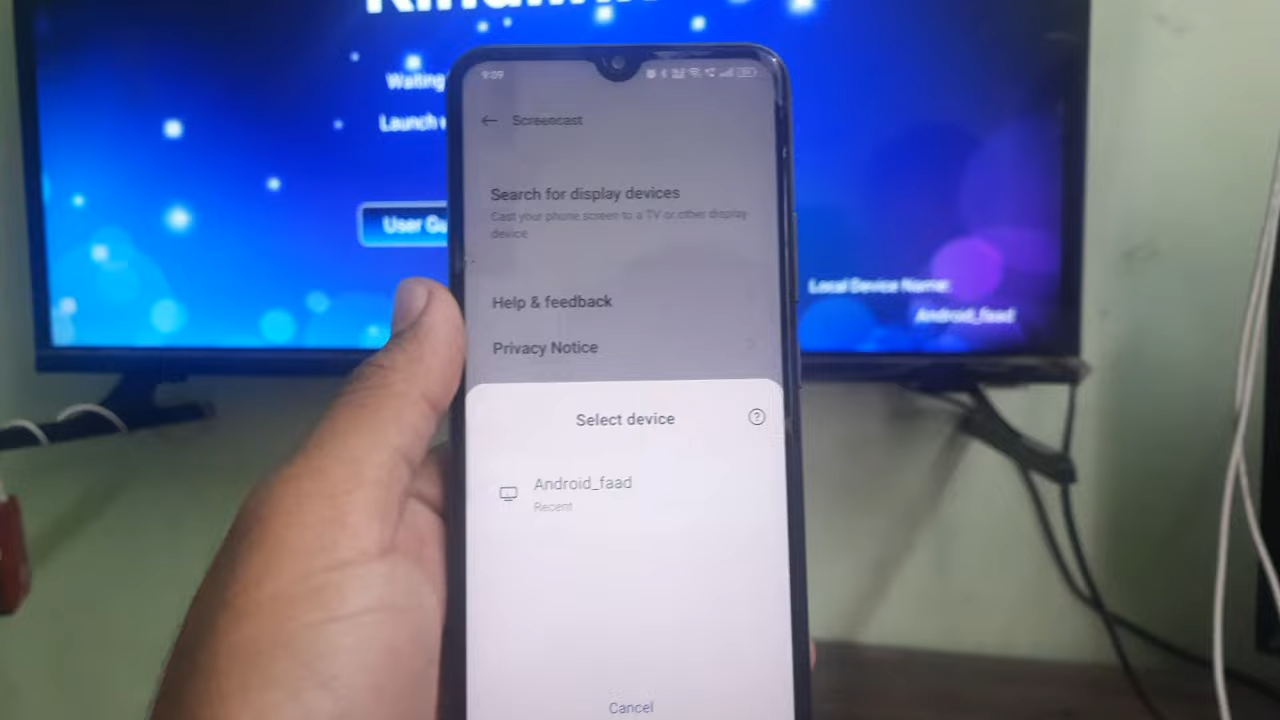 Waiting
Launch
User Gu
9:09
Screencast
Search for display devices
Cast your phone screen to a TV or other display
device
Help & feedback
Privacy Notice
Select device
Android_faad
Recent
Cancel
Local Device Name:
Android_faad